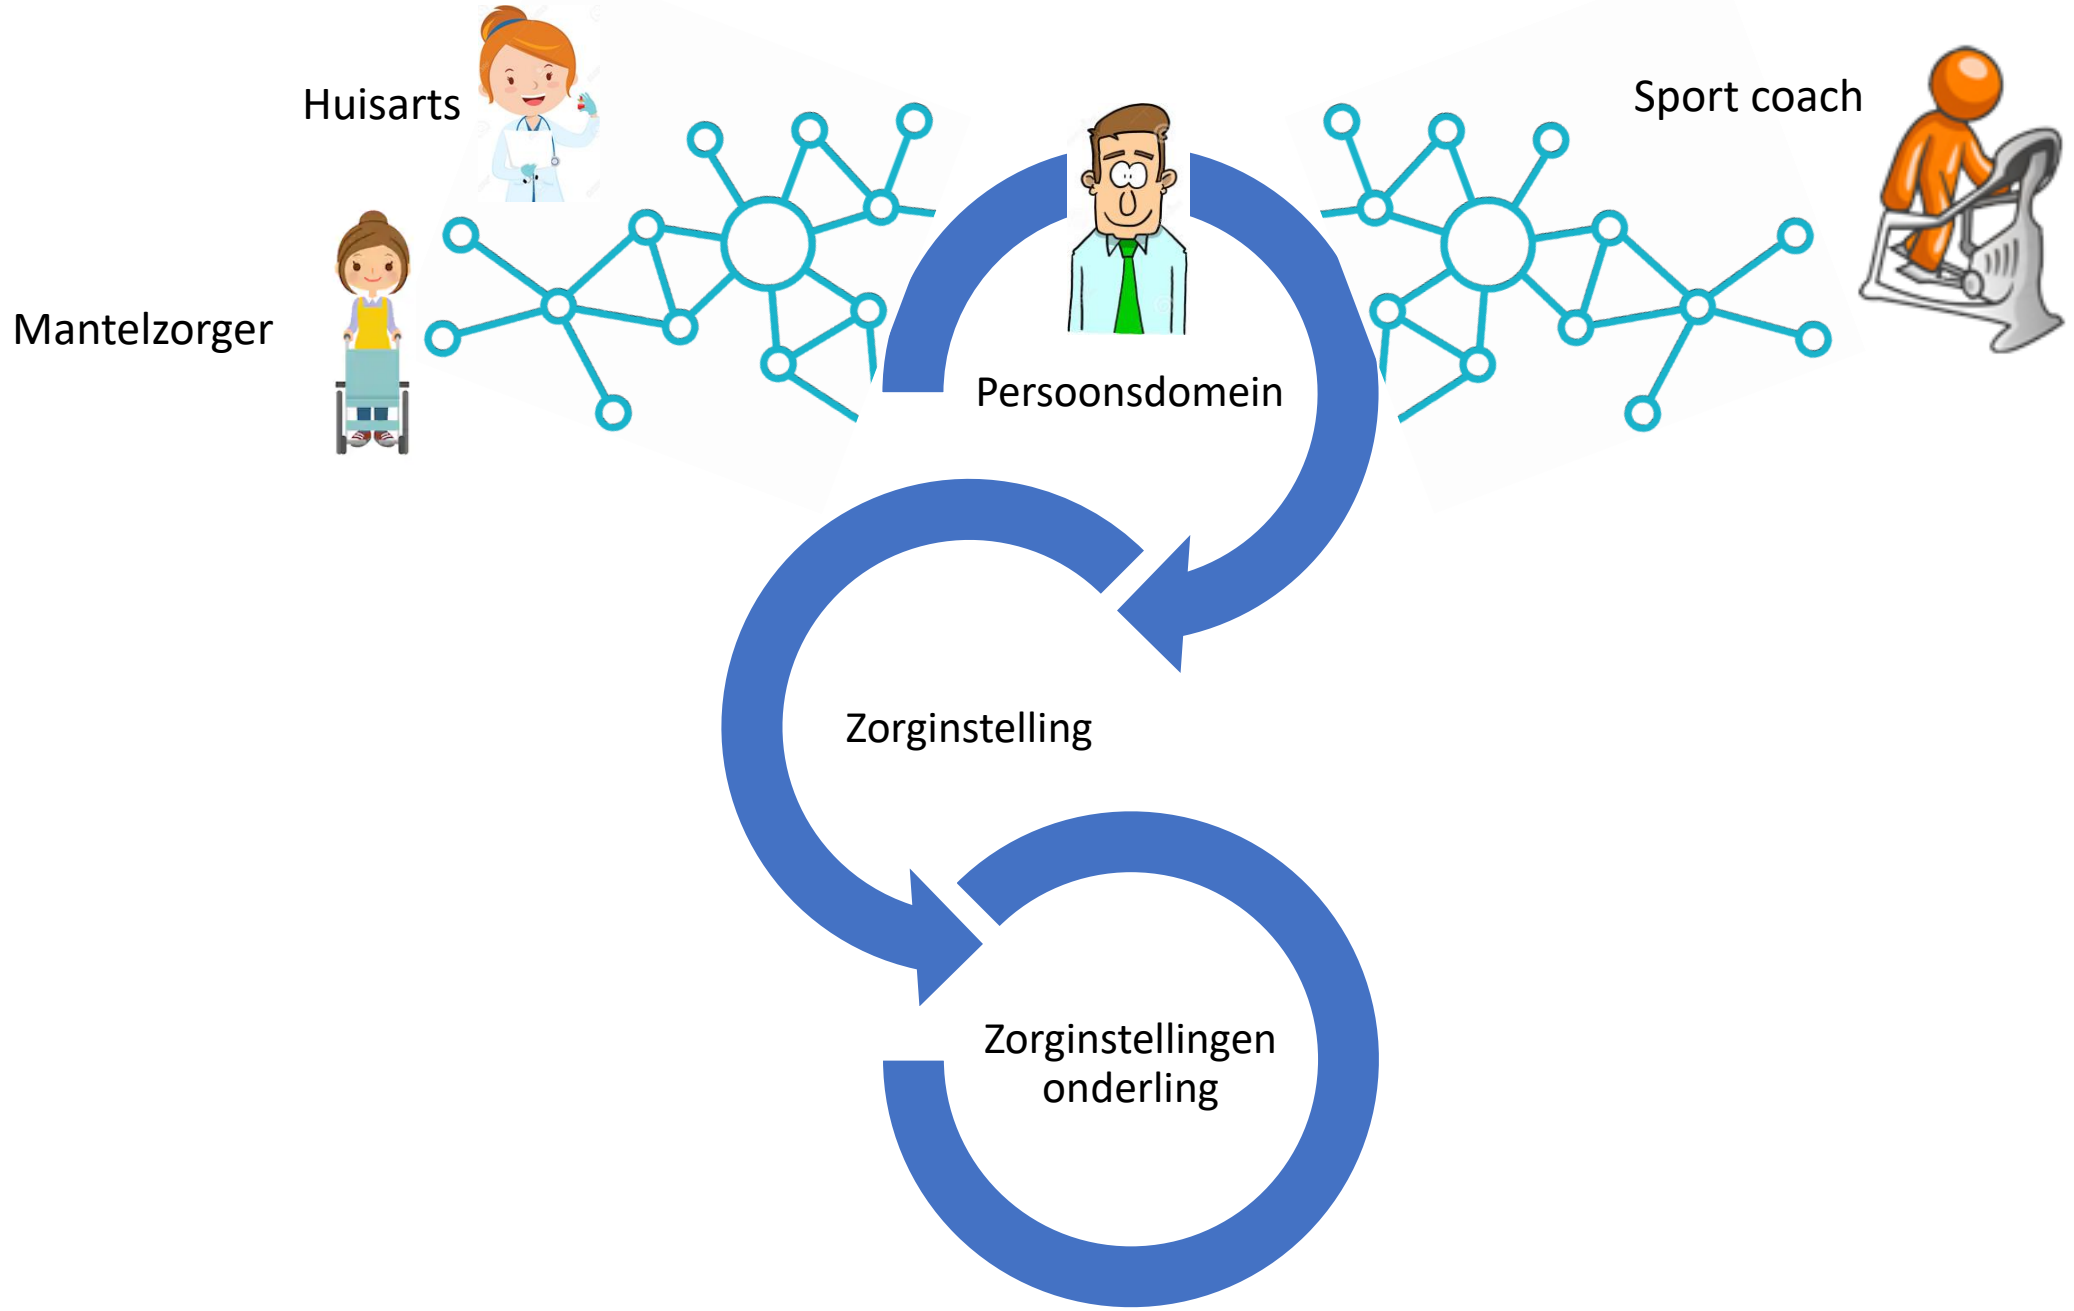 Huisarts
Sport coach
Mantelzorger
Persoonsdomein
Zorginstelling
Zorginstellingen
onderling